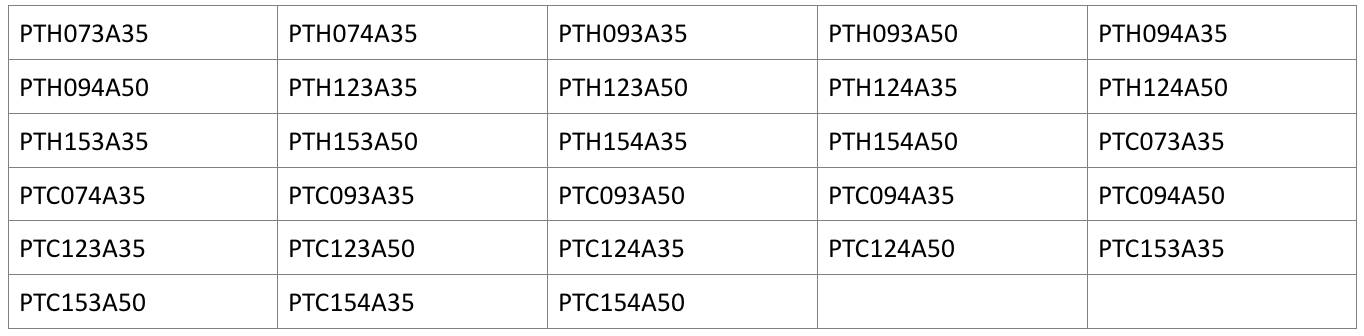 PTH073A35 PTH074A35 PTH093A35 PTH093A50 PTH094A35
PTH094A50 PTH123A35 PTH123A50 PTH124A35 PTH124A50
PTH153A35 PTH153A50 PTH154A35 PTH154A50 PTC073A35
PTC074A35 PTC093A35 PTC093A50 PTC094A35 PTC094A50
PTC123A35 PTC123A50 PTC124A35 PTC124A50 PTC153A35
PTC153A50 PTC154A35 PTC154A50